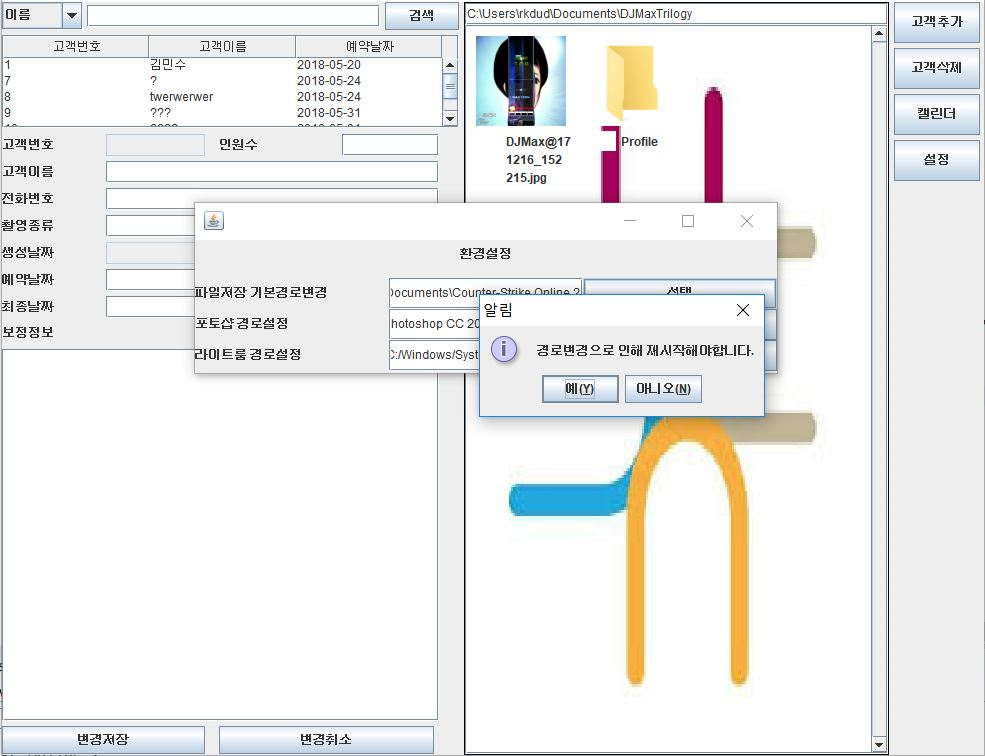 이름
검색
C:\Users\rkdud\Documents\DJMaxTrilogy
고객추가
고객번호 고객이름 예약날짜
1 김민수 2018-05-20
7 ? 2018-05-24
8 twerwerwer 2018-05-24
9 ??? 2018-05-31
고객삭제
캘린더
설정
고객번호 인원수
고객이름
전화번호
촬영종류
생성날짜
예약날짜
최종날짜
보정정보
DJMax@17
1216_152
215.jpg
Profile
환경설정
파일저장 기본경로변경 Documents\Counter-Strike Online 2 선택
포토샵 경로설정 hotoshop CC 20
라이트룸 경로설정 C:/Windows/Syst
알림
경로변경으로 인해 제시작해야합니다.
예(Y) 아니오(N)
변경저장 변경취소